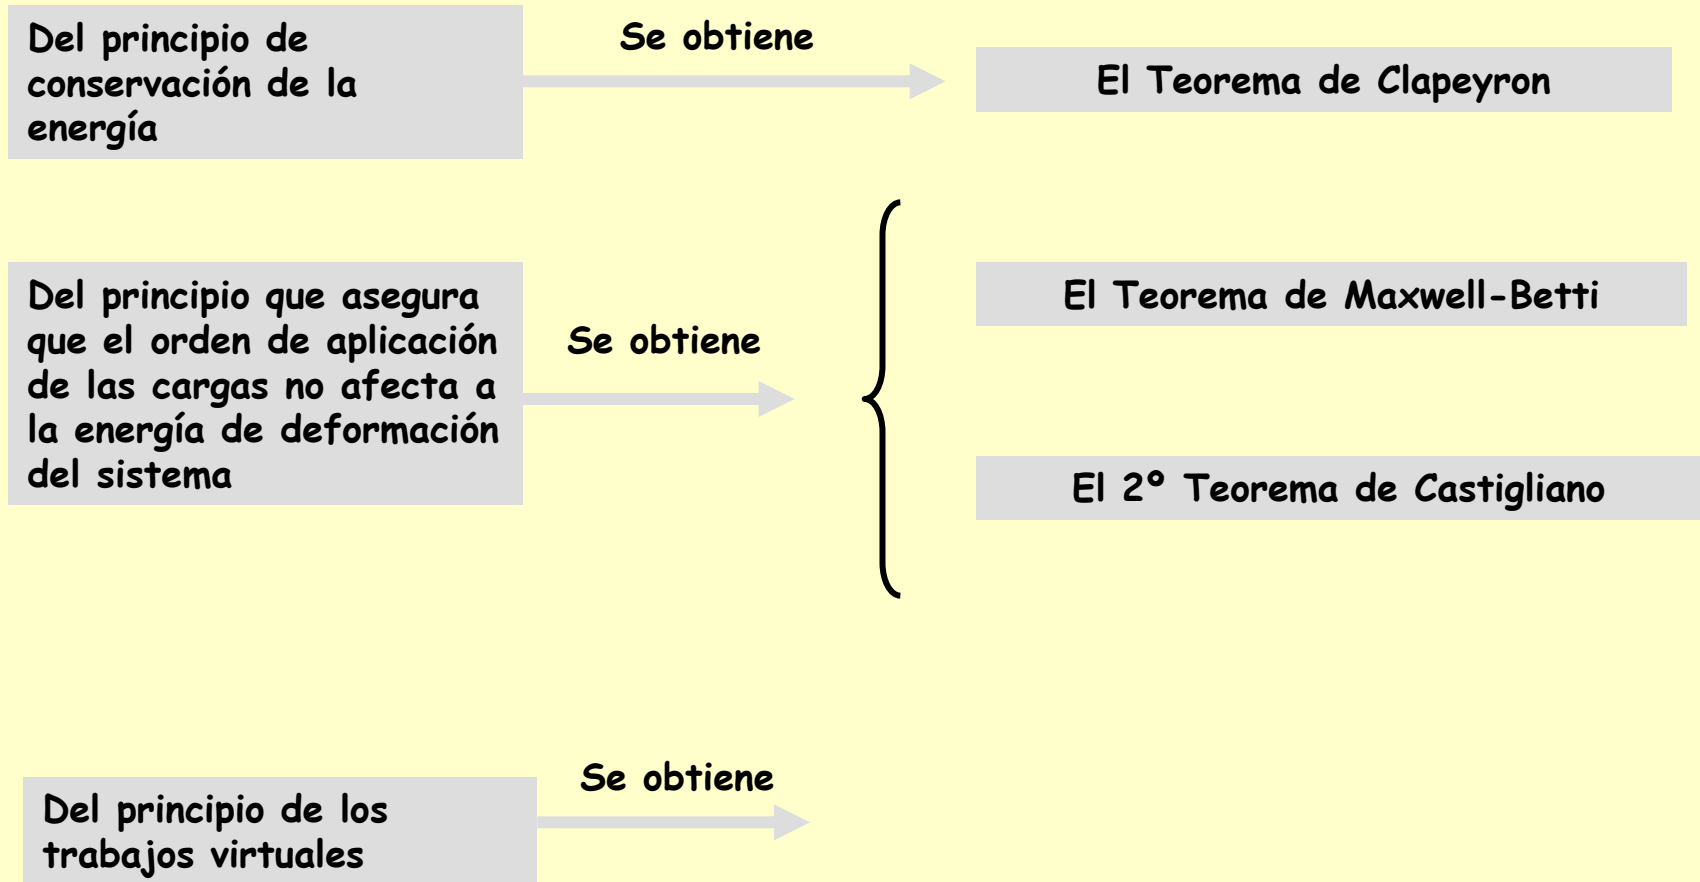 Del principio de
conservación de la
energía
Se obtiene
El Teorema de Clapeyron
Del principio que asegura
que el orden de aplicación
de las cargas no afecta a
la energía de deformación
del sistema
Se obtiene
El Teorema de Maxwell-Betti
El 2º Teorema de Castigliano
Del principio de los
trabajos virtuales
Se obtiene